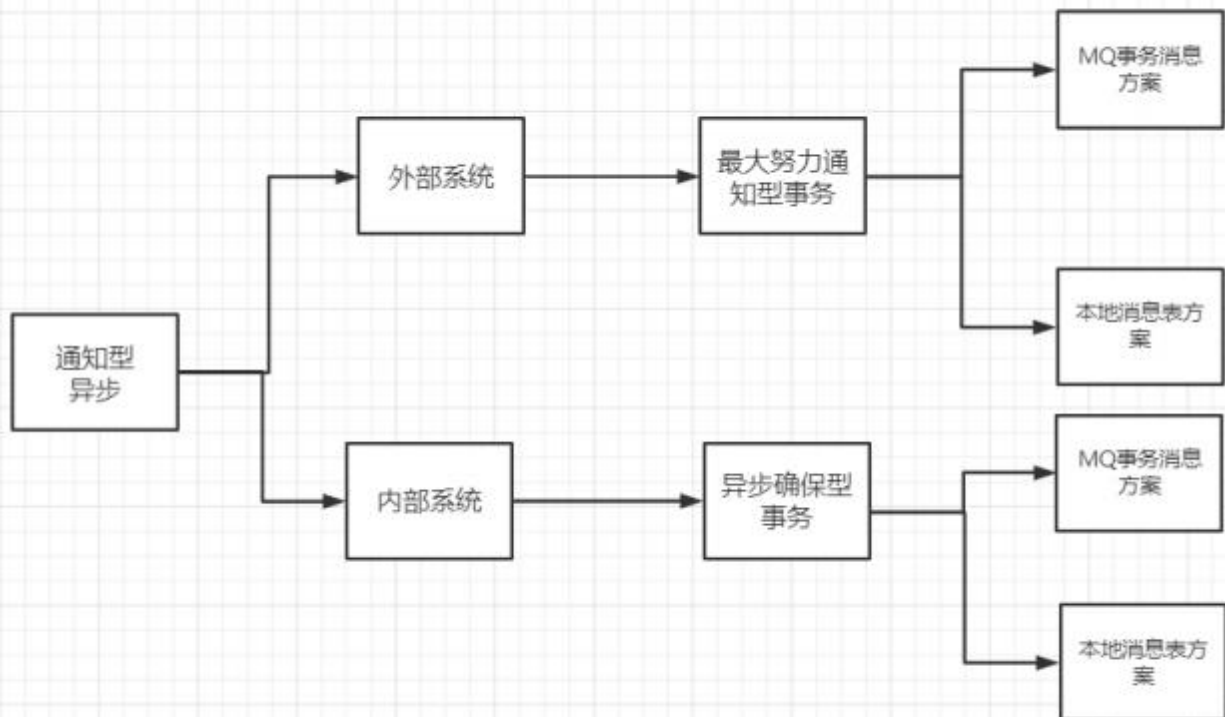 MQ事务消息
方案
外部系统
最大努力通
知型事务
本地消息表方
案
通知型
异步
MQ事务消息
方案
内部系统
异步确保型
事务
本地消息表方
案